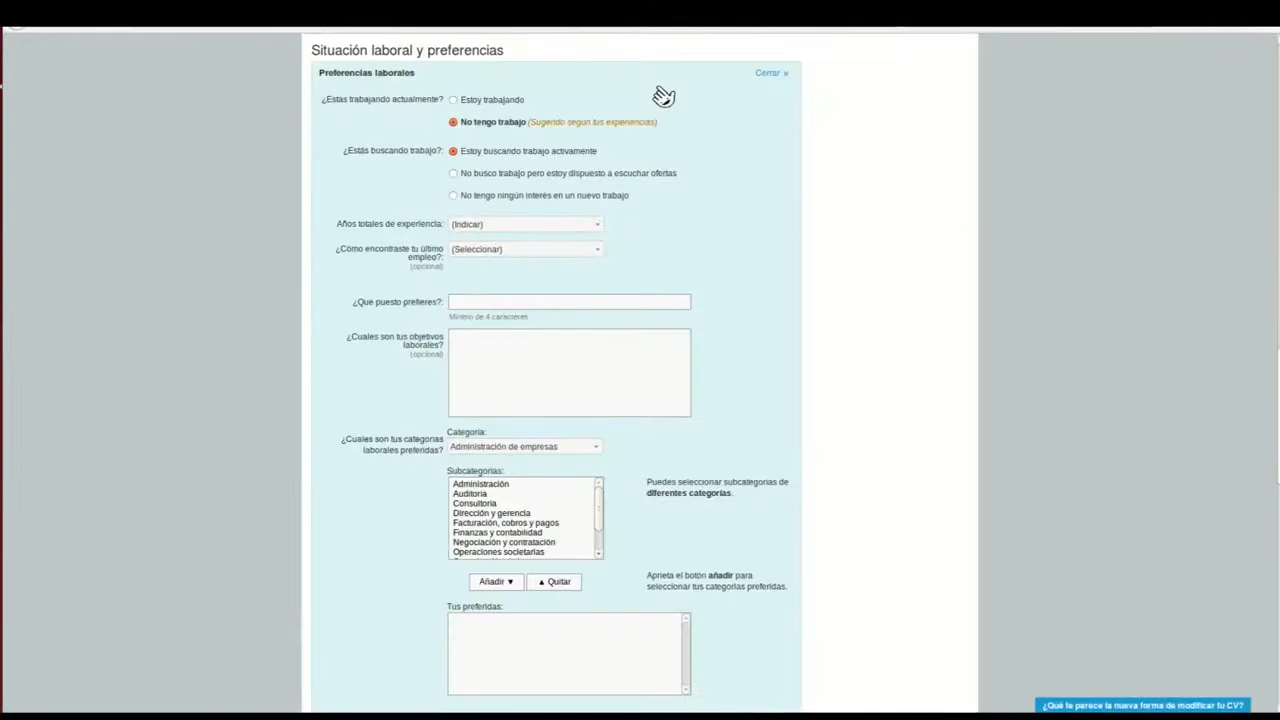 Situación laboral y preferencias
Preferencias laborales
Cerrar ×
¿Estás trabajando actualmente?
Estoy trabajando
No tengo trabajo (Sugerido segun tus experiencias)
¿Estás buscando trabajo?:
Estoy buscando trabajo activamente
No busco trabajo pero estoy dispuesto a escuchar ofertas
No tengo ningún interés en un nuevo trabajo
Años totales de experiencia:
(Indicar)
¿Cómo encontraste tu último
empleo?:
(opcional)
(Seleccionar)
¿Que puesto prefieres?:
Mínimo de 4 caracteres
¿Cuales son tus objetivos
laborales?
(opcional)
¿Cuales son tus categorias
laborales preferidas?
Categoría:
Administración de empresas
Subcategorías:
Administración
Auditoría
Consultoría
Dirección y gerencia
Facturación, cobros y pagos
Finanzas y contabilidad
Negociación y contratación
Operaciones societarias
Puedes seleccionar subcategorias de
diferentes categorías.
Añadir ▼
▲ Quitar
Aprieta el botón añadir para
seleccionar tus categorias preferidas.
Tus preferidas:
¿Qué te parece la nueva forma de modificar tu CV?